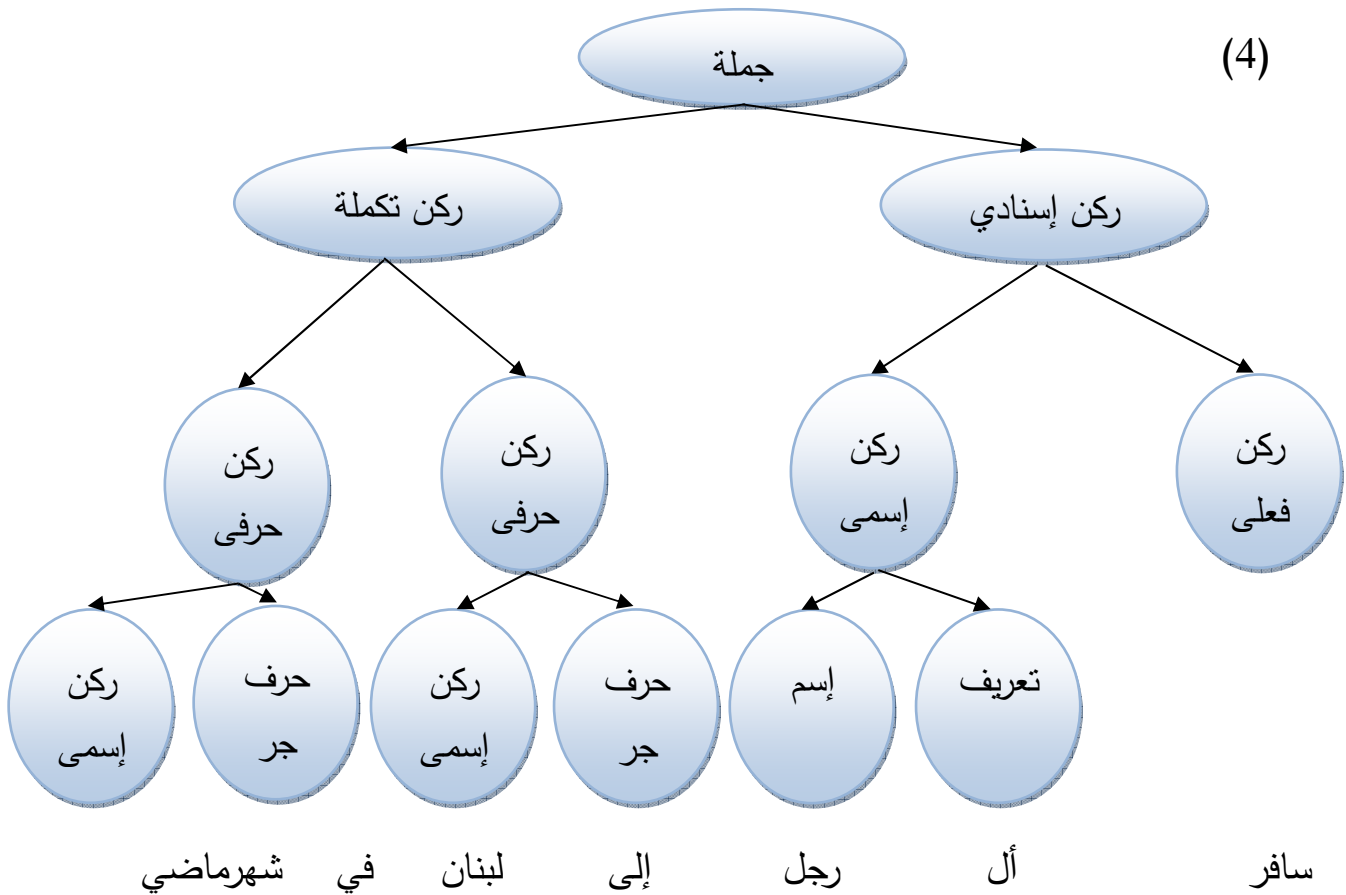 (4)
جملة
ركن إسنادي
ركن تكملة
ركن
فعلى
ركن
إسمى
ركن
حرفى
ركن
حرفى
تعريف
إسم
حرف
جر
ركن
إسمى
حرف
جر
ركن
إسمى
سافر أل رجل إلى لبنان في شهرماضي